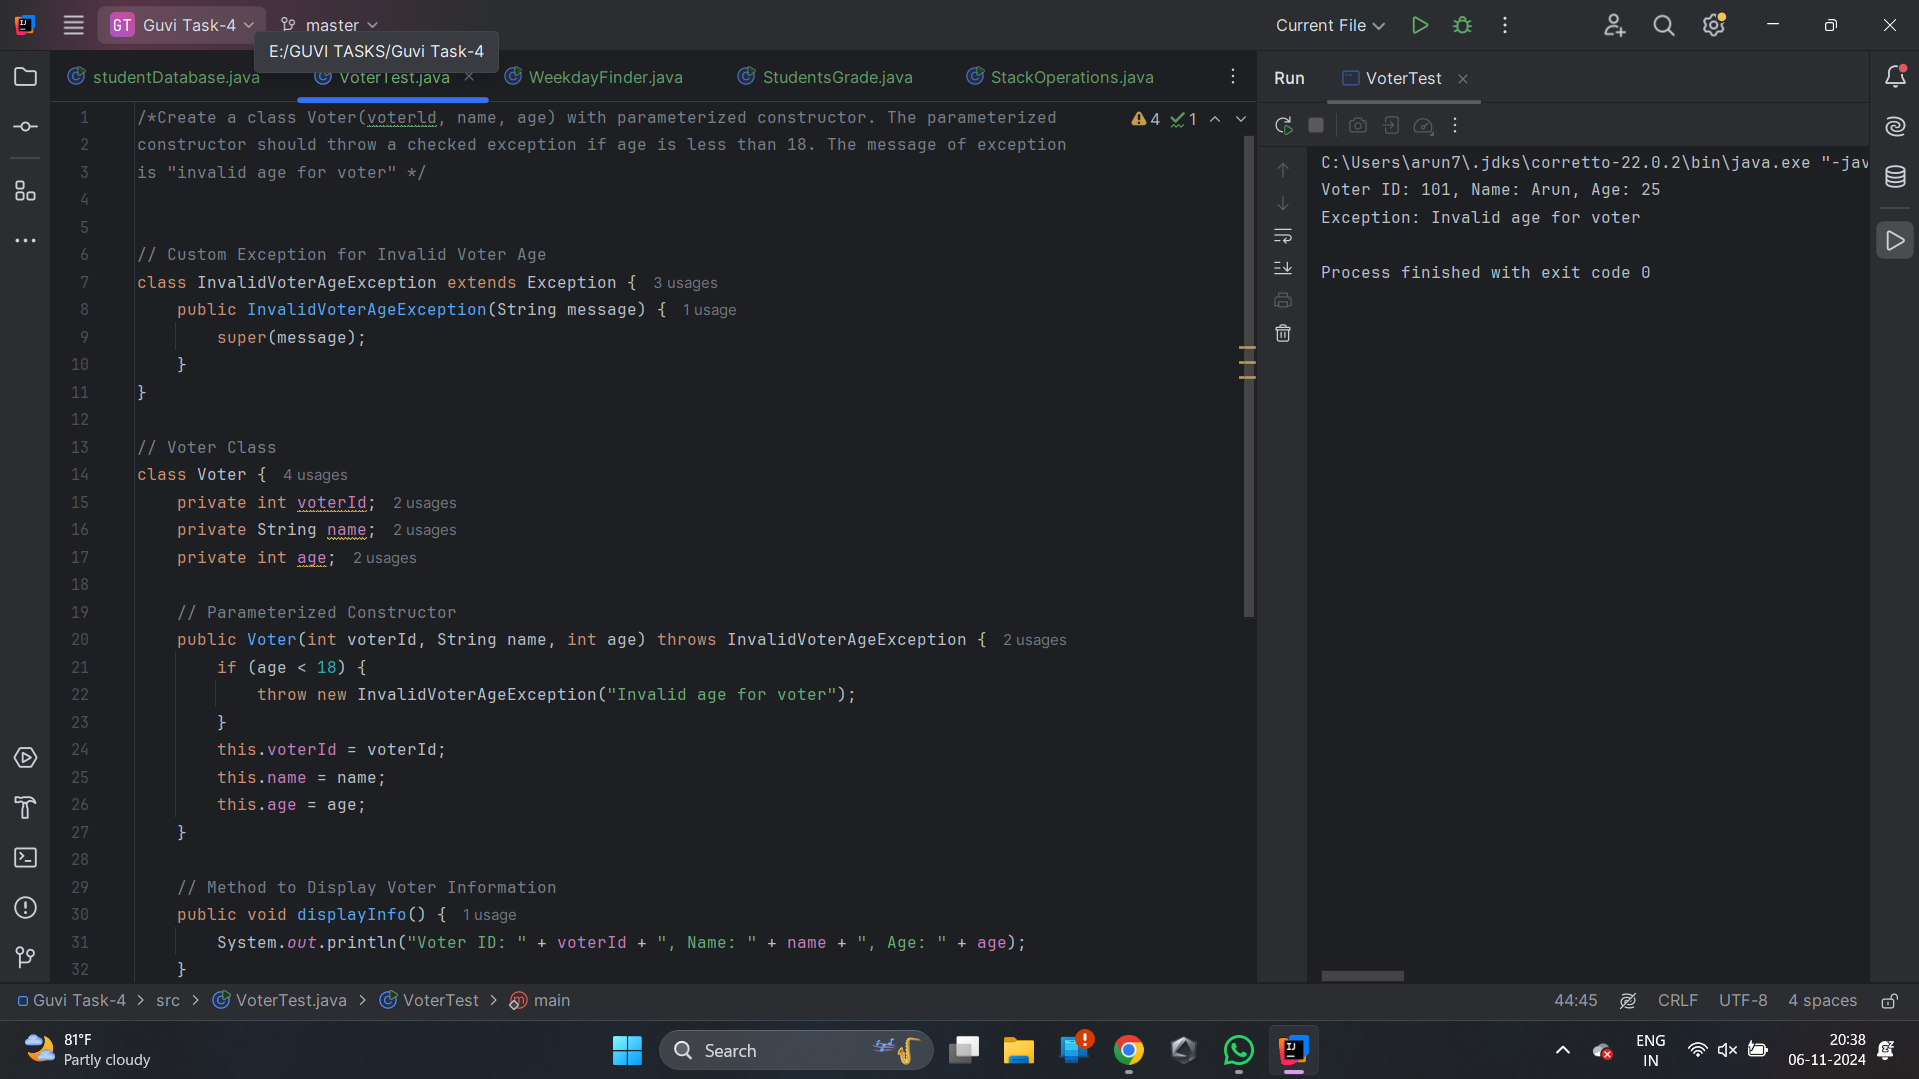 GT Guvi Task-4 master Current File
E:/GUVI TASKS/Guvi Task-4
studentDatabase.java VoterTest.java WeekdayFinder.java StudentsGrade.java StackOperations.java Run VoterTest
4 1
1 /*Create a class Voter(voterld, name, age) with parameterized constructor. The parameterized
2 constructor should throw a checked exception if age is less than 18. The message of exception
3 is "invalid age for voter" */
4
5
6 // Custom Exception for Invalid Voter Age
7 class InvalidVoterAgeException extends Exception { 3 usages
8 public InvalidVoterAgeException(String message) { 1 usage
9 super(message);
10 }
11 }
12
13 // Voter Class
14 class Voter { 4 usages
15 private int voterId; 2 usages
16 private String name; 2 usages
17 private int age; 2 usages
18
19 // Parameterized Constructor
20 public Voter(int voterId, String name, int age) throws InvalidVoterAgeException { 2 usages
21 if (age < 18) {
22 throw new InvalidVoterAgeException("Invalid age for voter");
23 }
24 this.voterId = voterId;
25 this.name = name;
26 this.age = age;
27 }
28
29 // Method to Display Voter Information
30 public void displayInfo() { 1 usage
31 System.out.println("Voter ID: " + voterId + ", Name: " + name + ", Age: " + age);
32 }
C:\Users\arun7\.jdks\corretto-22.0.2\bin\java.exe "-jav
Voter ID: 101, Name: Arun, Age: 25
Exception: Invalid age for voter
Process finished with exit code 0
Guvi Task-4 > src > VoterTest.java > VoterTest > m main 44:45 CRLF UTF-8 4 spaces
81°F
Partly cloudy
Search
ENG
IN
20:38
06-11-2024